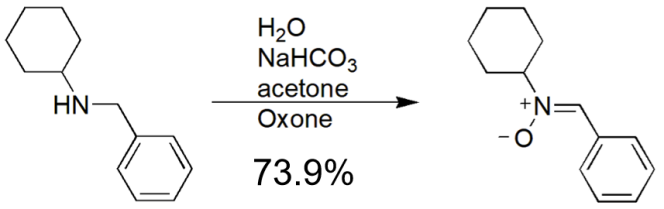 H₂O
NaHCO₃
acetone
Oxone
73.9%
HN
+
N
−
O